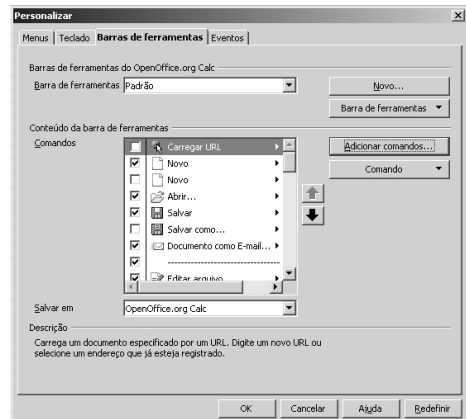 Personalizar
Menus Teclado Barras de ferramentas Eventos
Barras de ferramentas do OpenOffice.org Calc
Barra de ferramentas Padrão Novo...
Barra de ferramentas
Conteúdo da barra de ferramentas
Comandos Carregar URL Adicionar comandos...
Novo Comando
Novo
Abrir...
Salvar
Salvar como...
Documento como E-mail...
--------------------------------
Editar arquivo
Salvar em OpenOffice.org Calc
Descrição
Carrega um documento especificado por um URL. Digite um novo URL ou
selecione um endereço que já esteja registrado.
OK Cancelar Ajuda Redefinir